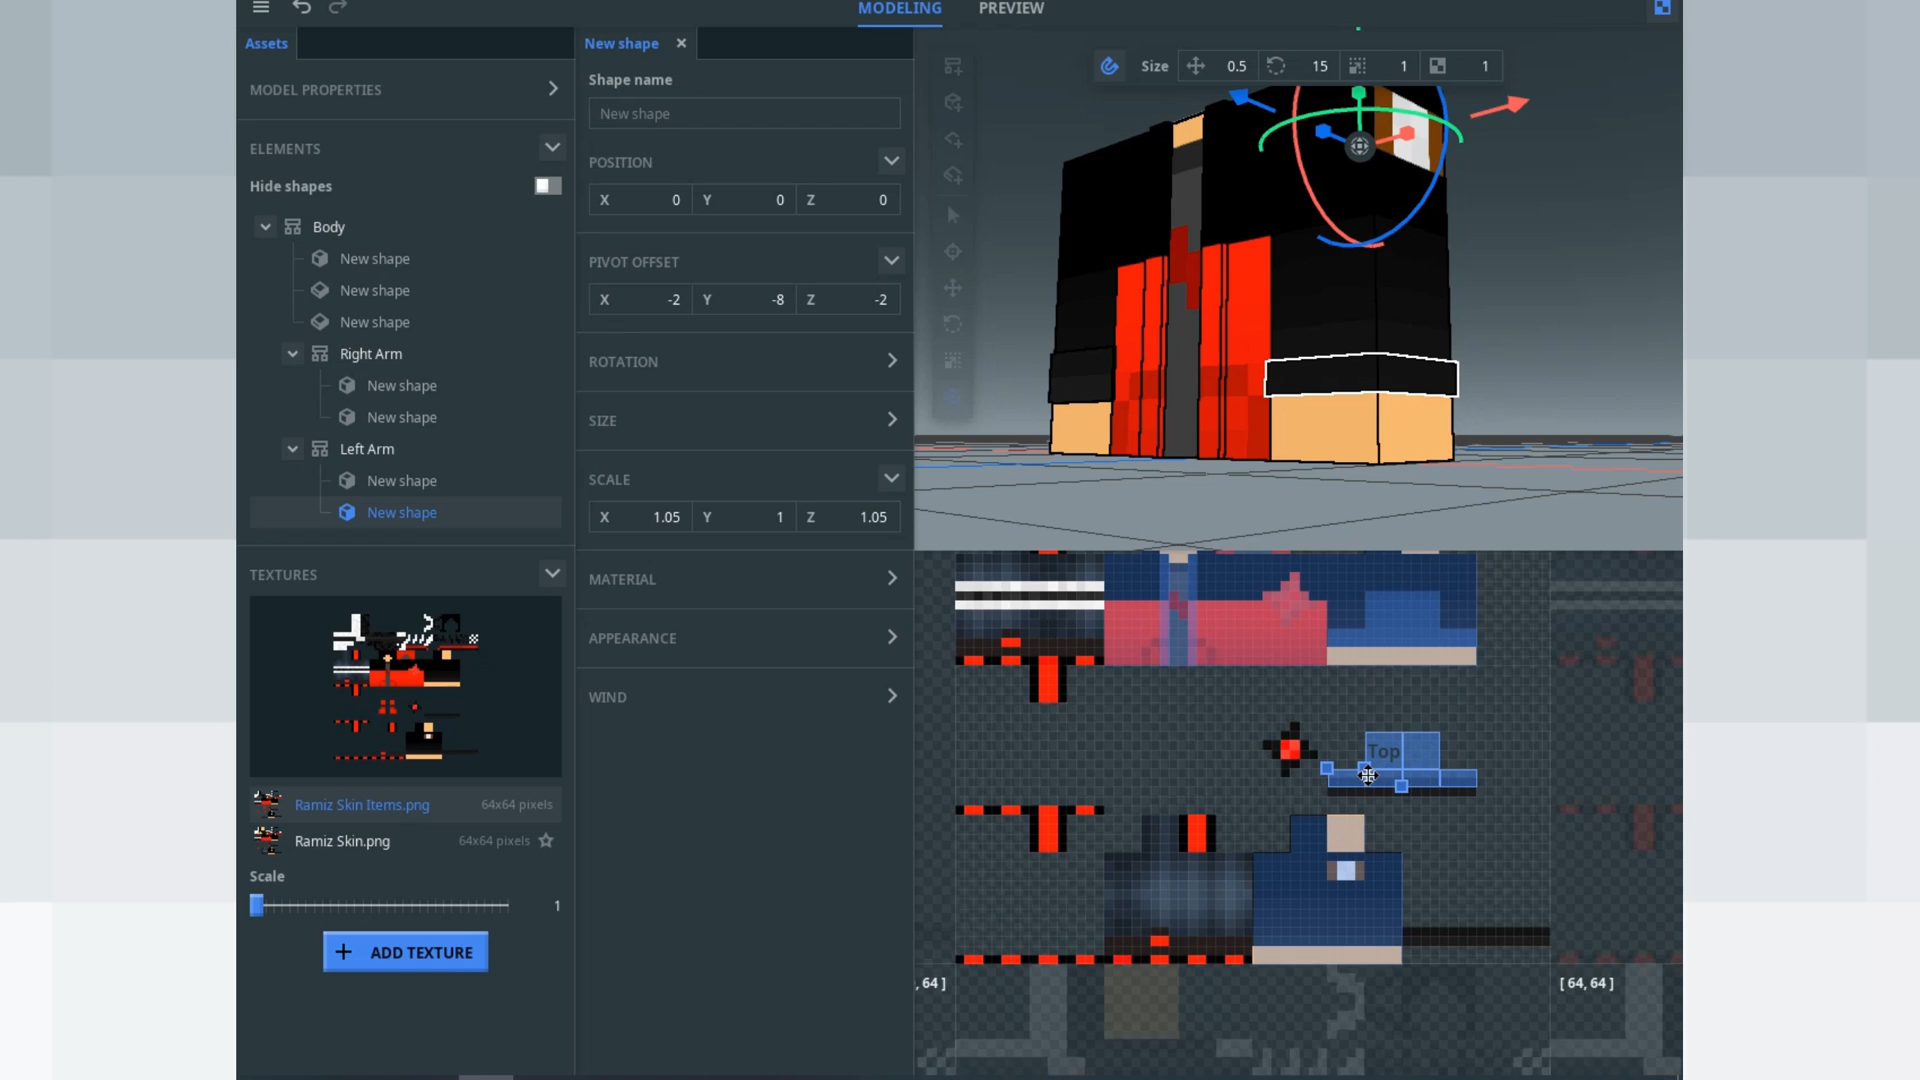 MODELING PREVIEW
Assets
MODEL PROPERTIES
ELEMENTS
Hide shapes
Body
New shape
New shape
New shape
Right Arm
New shape
New shape
Left Arm
New shape
New shape
TEXTURES
Ramiz Skin Items.png 64x64 pixels
Ramiz Skin.png 64x64 pixels
Scale
1
ADD TEXTURE
New shape
Shape name
New shape
POSITION
X 0 Y 0 Z 0
PIVOT OFFSET
X -2 Y -8 Z -2
ROTATION
SIZE
SCALE
X 1.05 Y 1 Z 1.05
MATERIAL
APPEARANCE
WIND
Size 0.5 15 1 1
Top
, 64 ]
[ 64, 64 ]